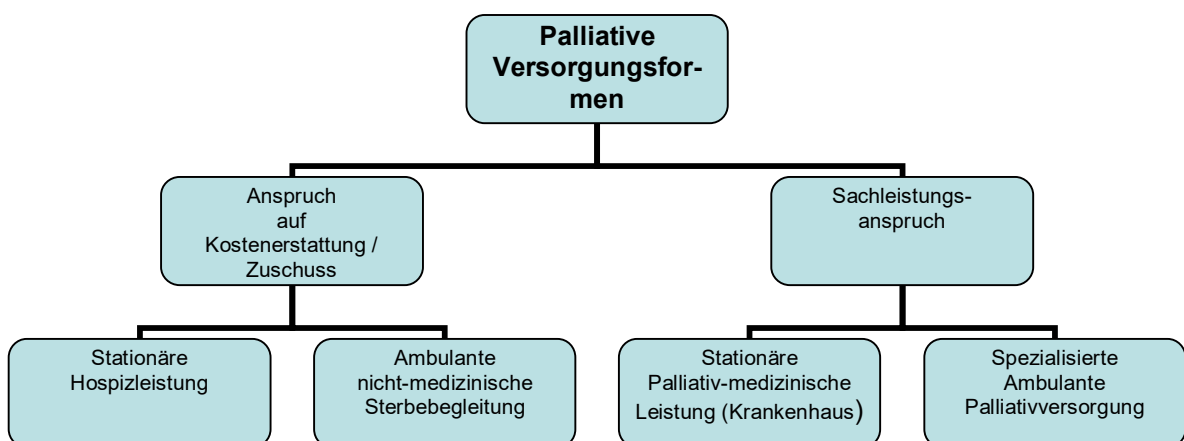 Palliative
Versorgungsfor-
men
Anspruch
auf
Kostenerstattung /
Zuschuss
Sachleistungs-
anspruch
Stationäre
Hospizleistung
Ambulante
nicht-medizinische
Sterbebegleitung
Stationäre
Palliativ-medizinische
Leistung (Krankenhaus)
Spezialisierte
Ambulante
Palliativversorgung